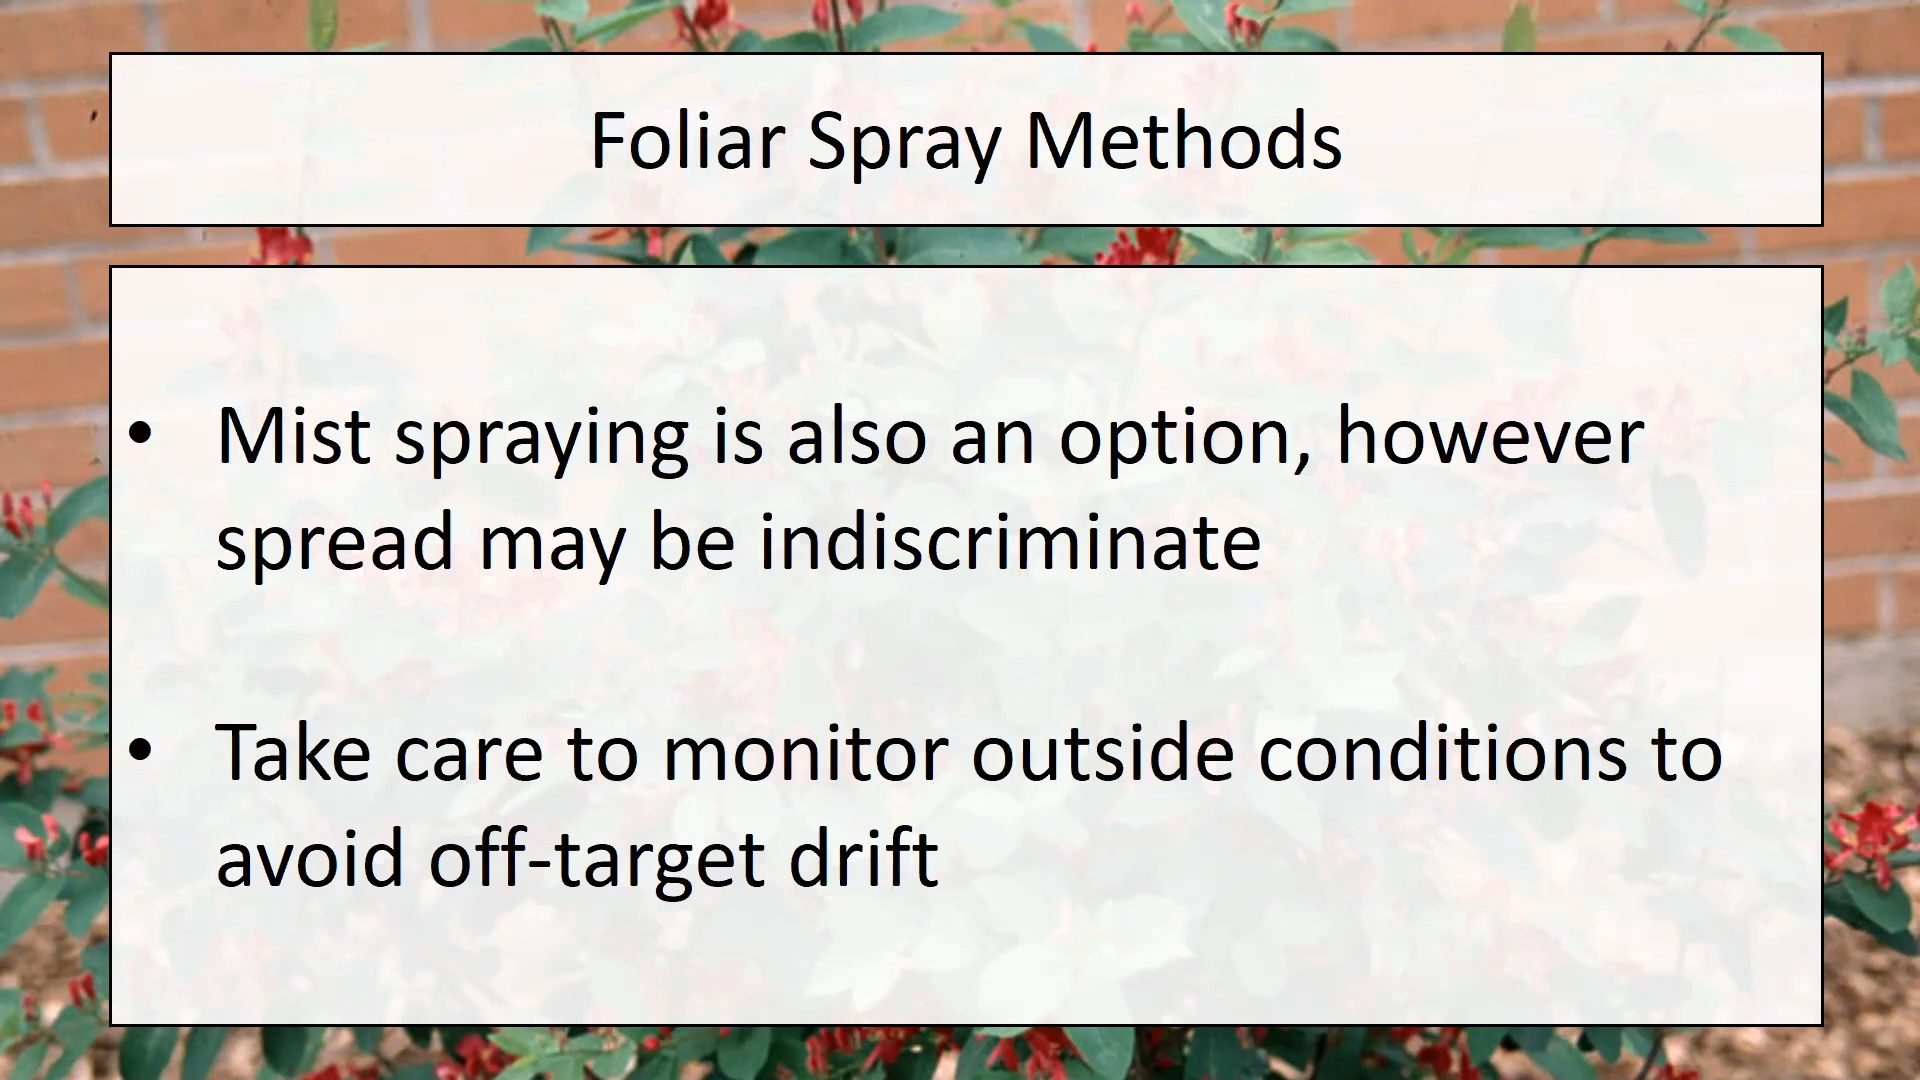 Foliar Spray Methods
• Mist spraying is also an option, however
spread may be indiscriminate
• Take care to monitor outside conditions to
avoid off-target drift